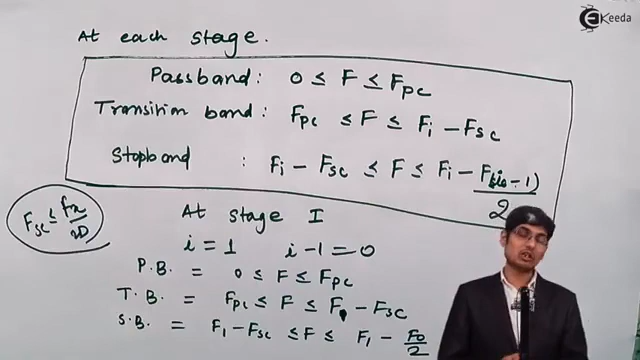 Keeda
At each stage.
Passband : 0 ≤ F ≤ Fpc
Transition band : Fpc ≤ F ≤ Fi - Fsc
Stopband : Fi - Fsc ≤ F ≤ Fi - F(i-1)/2
Fsc ≤ fx/2D
At stage I
i = 1 i-1 = 0
P.B. = 0 ≤ F ≤ Fpc
T.B. = Fpc ≤ F ≤ F1 - Fsc
S.B. = F1 - Fsc ≤ F ≤ F1 - F0/2